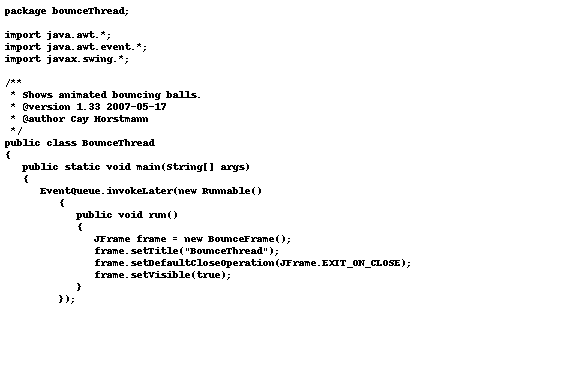 package bounceThread;

import java.awt.*;
import java.awt.event.*;
import javax.swing.*;

/**
 * Shows animated bouncing balls.
 * @version 1.33 2007-05-17
 * @author Cay Horstmann
 */
public class BounceThread
{
   public static void main(String[] args)
   {
      EventQueue.invokeLater(new Runnable()
         {
            public void run()
            {
               JFrame frame = new BounceFrame();
               frame.setTitle("BounceThread");
               frame.setDefaultCloseOperation(JFrame.EXIT_ON_CLOSE);
               frame.setVisible(true);
            }
         });